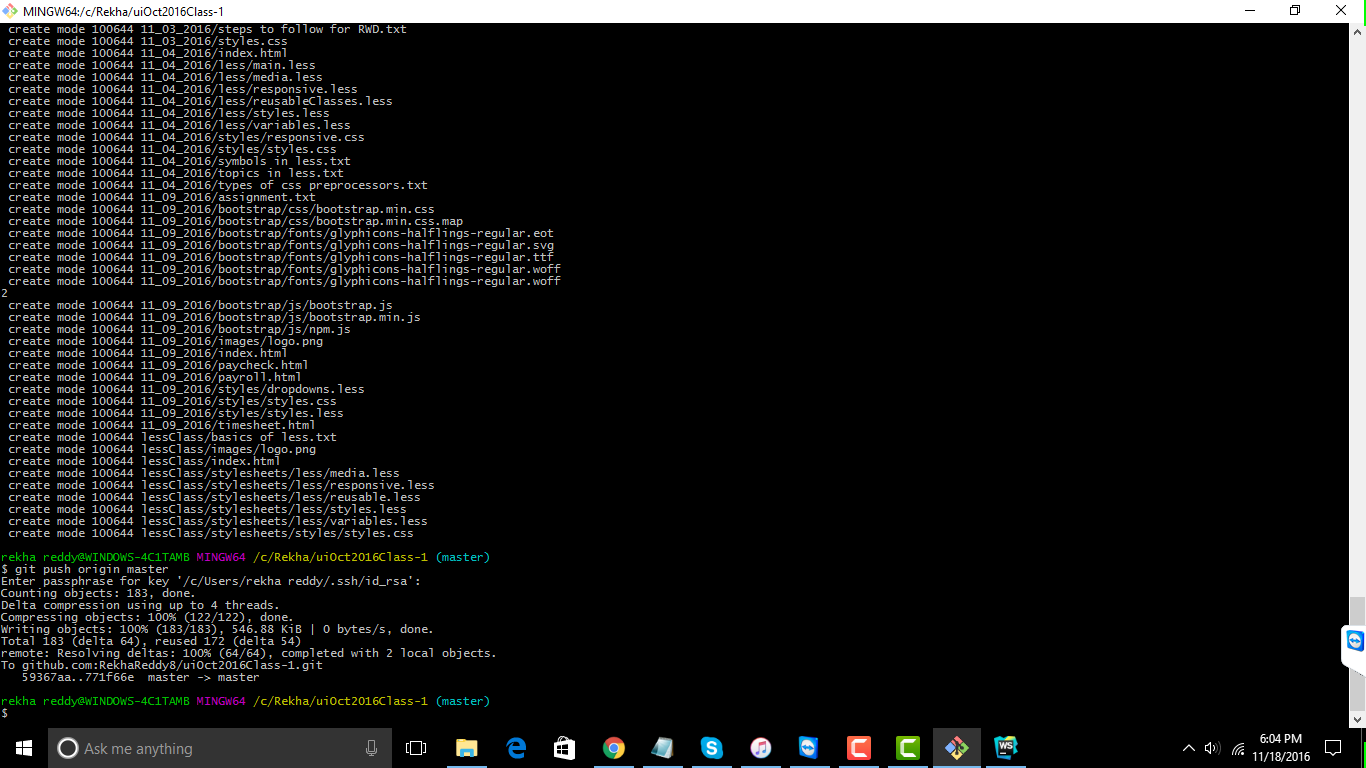 MINGW64:/c/Rekha/uiOct2016Class-1
create mode 100644 11_03_2016/steps to follow for RWD.txt
create mode 100644 11_03_2016/styles.css
create mode 100644 11_04_2016/index.html
create mode 100644 11_04_2016/less/main.less
create mode 100644 11_04_2016/less/media.less
create mode 100644 11_04_2016/less/responsive.less
create mode 100644 11_04_2016/less/reusableClasses.less
create mode 100644 11_04_2016/less/styles.less
create mode 100644 11_04_2016/less/variables.less
create mode 100644 11_04_2016/styles/responsive.css
create mode 100644 11_04_2016/styles/styles.css
create mode 100644 11_04_2016/symbols in less.txt
create mode 100644 11_04_2016/topics in less.txt
create mode 100644 11_04_2016/types of css preprocessors.txt
create mode 100644 11_09_2016/assignment.txt
create mode 100644 11_09_2016/bootstrap/css/bootstrap.min.css
create mode 100644 11_09_2016/bootstrap/css/bootstrap.min.css.map
create mode 100644 11_09_2016/bootstrap/fonts/glyphicons-halflings-regular.eot
create mode 100644 11_09_2016/bootstrap/fonts/glyphicons-halflings-regular.svg
create mode 100644 11_09_2016/bootstrap/fonts/glyphicons-halflings-regular.ttf
create mode 100644 11_09_2016/bootstrap/fonts/glyphicons-halflings-regular.woff
create mode 100644 11_09_2016/bootstrap/fonts/glyphicons-halflings-regular.woff
2
create mode 100644 11_09_2016/bootstrap/js/bootstrap.js
create mode 100644 11_09_2016/bootstrap/js/bootstrap.min.js
create mode 100644 11_09_2016/bootstrap/js/npm.js
create mode 100644 11_09_2016/images/logo.png
create mode 100644 11_09_2016/index.html
create mode 100644 11_09_2016/paycheck.html
create mode 100644 11_09_2016/payroll.html
create mode 100644 11_09_2016/styles/dropdowns.less
create mode 100644 11_09_2016/styles/styles.css
create mode 100644 11_09_2016/styles/styles.less
create mode 100644 11_09_2016/timesheet.html
create mode 100644 lessClass/basics of less.txt
create mode 100644 lessClass/images/logo.png
create mode 100644 lessClass/index.html
create mode 100644 lessClass/stylesheets/less/media.less
create mode 100644 lessClass/stylesheets/less/responsive.less
create mode 100644 lessClass/stylesheets/less/reusable.less
create mode 100644 lessClass/stylesheets/less/styles.less
create mode 100644 lessClass/stylesheets/less/variables.less
create mode 100644 lessClass/stylesheets/styles/styles.css
rekha reddy@WINDOWS-4C1TAMB MINGW64 /c/Rekha/uiOct2016Class-1 (master)
$ git push origin master
Enter passphrase for key '/c/Users/rekha reddy/.ssh/id_rsa':
Counting objects: 183, done.
Delta compression using up to 4 threads.
Compressing objects: 100% (122/122), done.
Writing objects: 100% (183/183), 546.88 KiB | 0 bytes/s, done.
Total 183 (delta 64), reused 172 (delta 54)
remote: Resolving deltas: 100% (64/64), completed with 2 local objects.
To github.com:RekhaReddy8/uiOct2016Class-1.git
59367aa..771f66e  master -> master
rekha reddy@WINDOWS-4C1TAMB MINGW64 /c/Rekha/uiOct2016Class-1 (master)
$
Ask me anything
WS
6:04 PM
11/18/2016